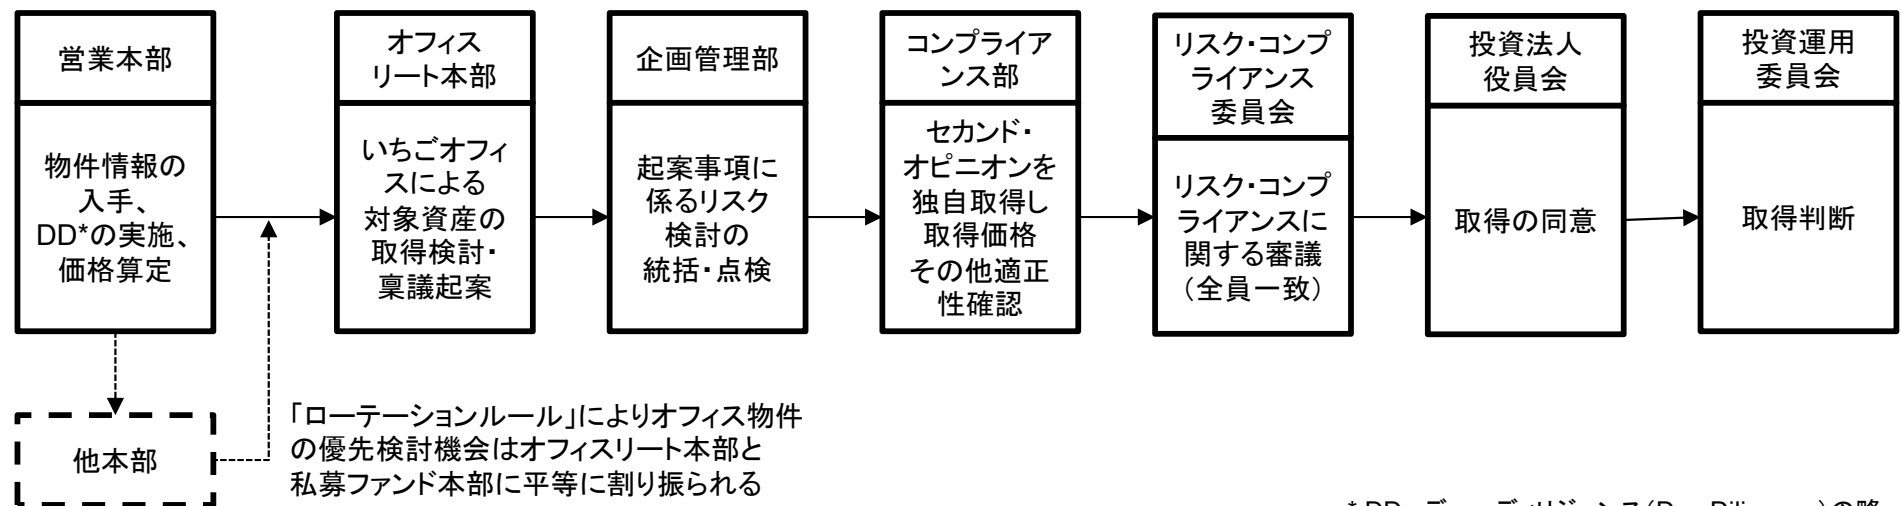 営業本部
物件情報の
入手、
DD*の実施、
価格算定
オフィス
リート本部
いちごオフィ
スによる
対象資産の
取得検討・
稟議起案
企画管理部
起案事項に
係るリスク
検討の
統括・点検
コンプライア
ンス部
セカンド・
オピニオンを
独自取得し
取得価格
その他適正
性確認
リスク・コンプ
ライアンス
委員会
リスク・コンプ
ライアンスに
関する審議
（全員一致）
投資法人
役員会
取得の同意
投資運用
委員会
取得判断
他本部
「ローテーションルール」によりオフィス物件
の優先検討機会はオフィスリート本部と
私募ファンド本部に平等に割り振られる